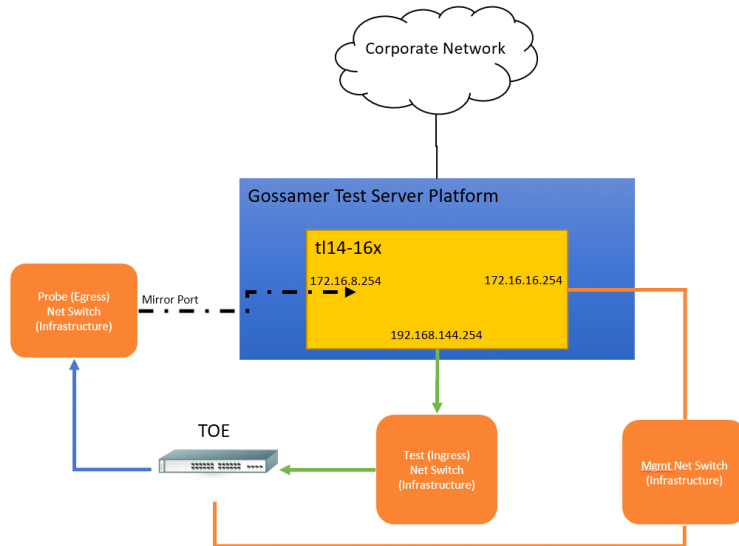 Corporate Network
Gossamer Test Server Platform
tl14-16x
172.16.8.254
172.16.16.254
192.168.144.254
Mirror Port
Probe (Egress)
Net Switch
(Infrastructure)
TOE
Test (Ingress)
Net Switch
(Infrastructure)
Mgmt Net Switch
(Infrastructure)